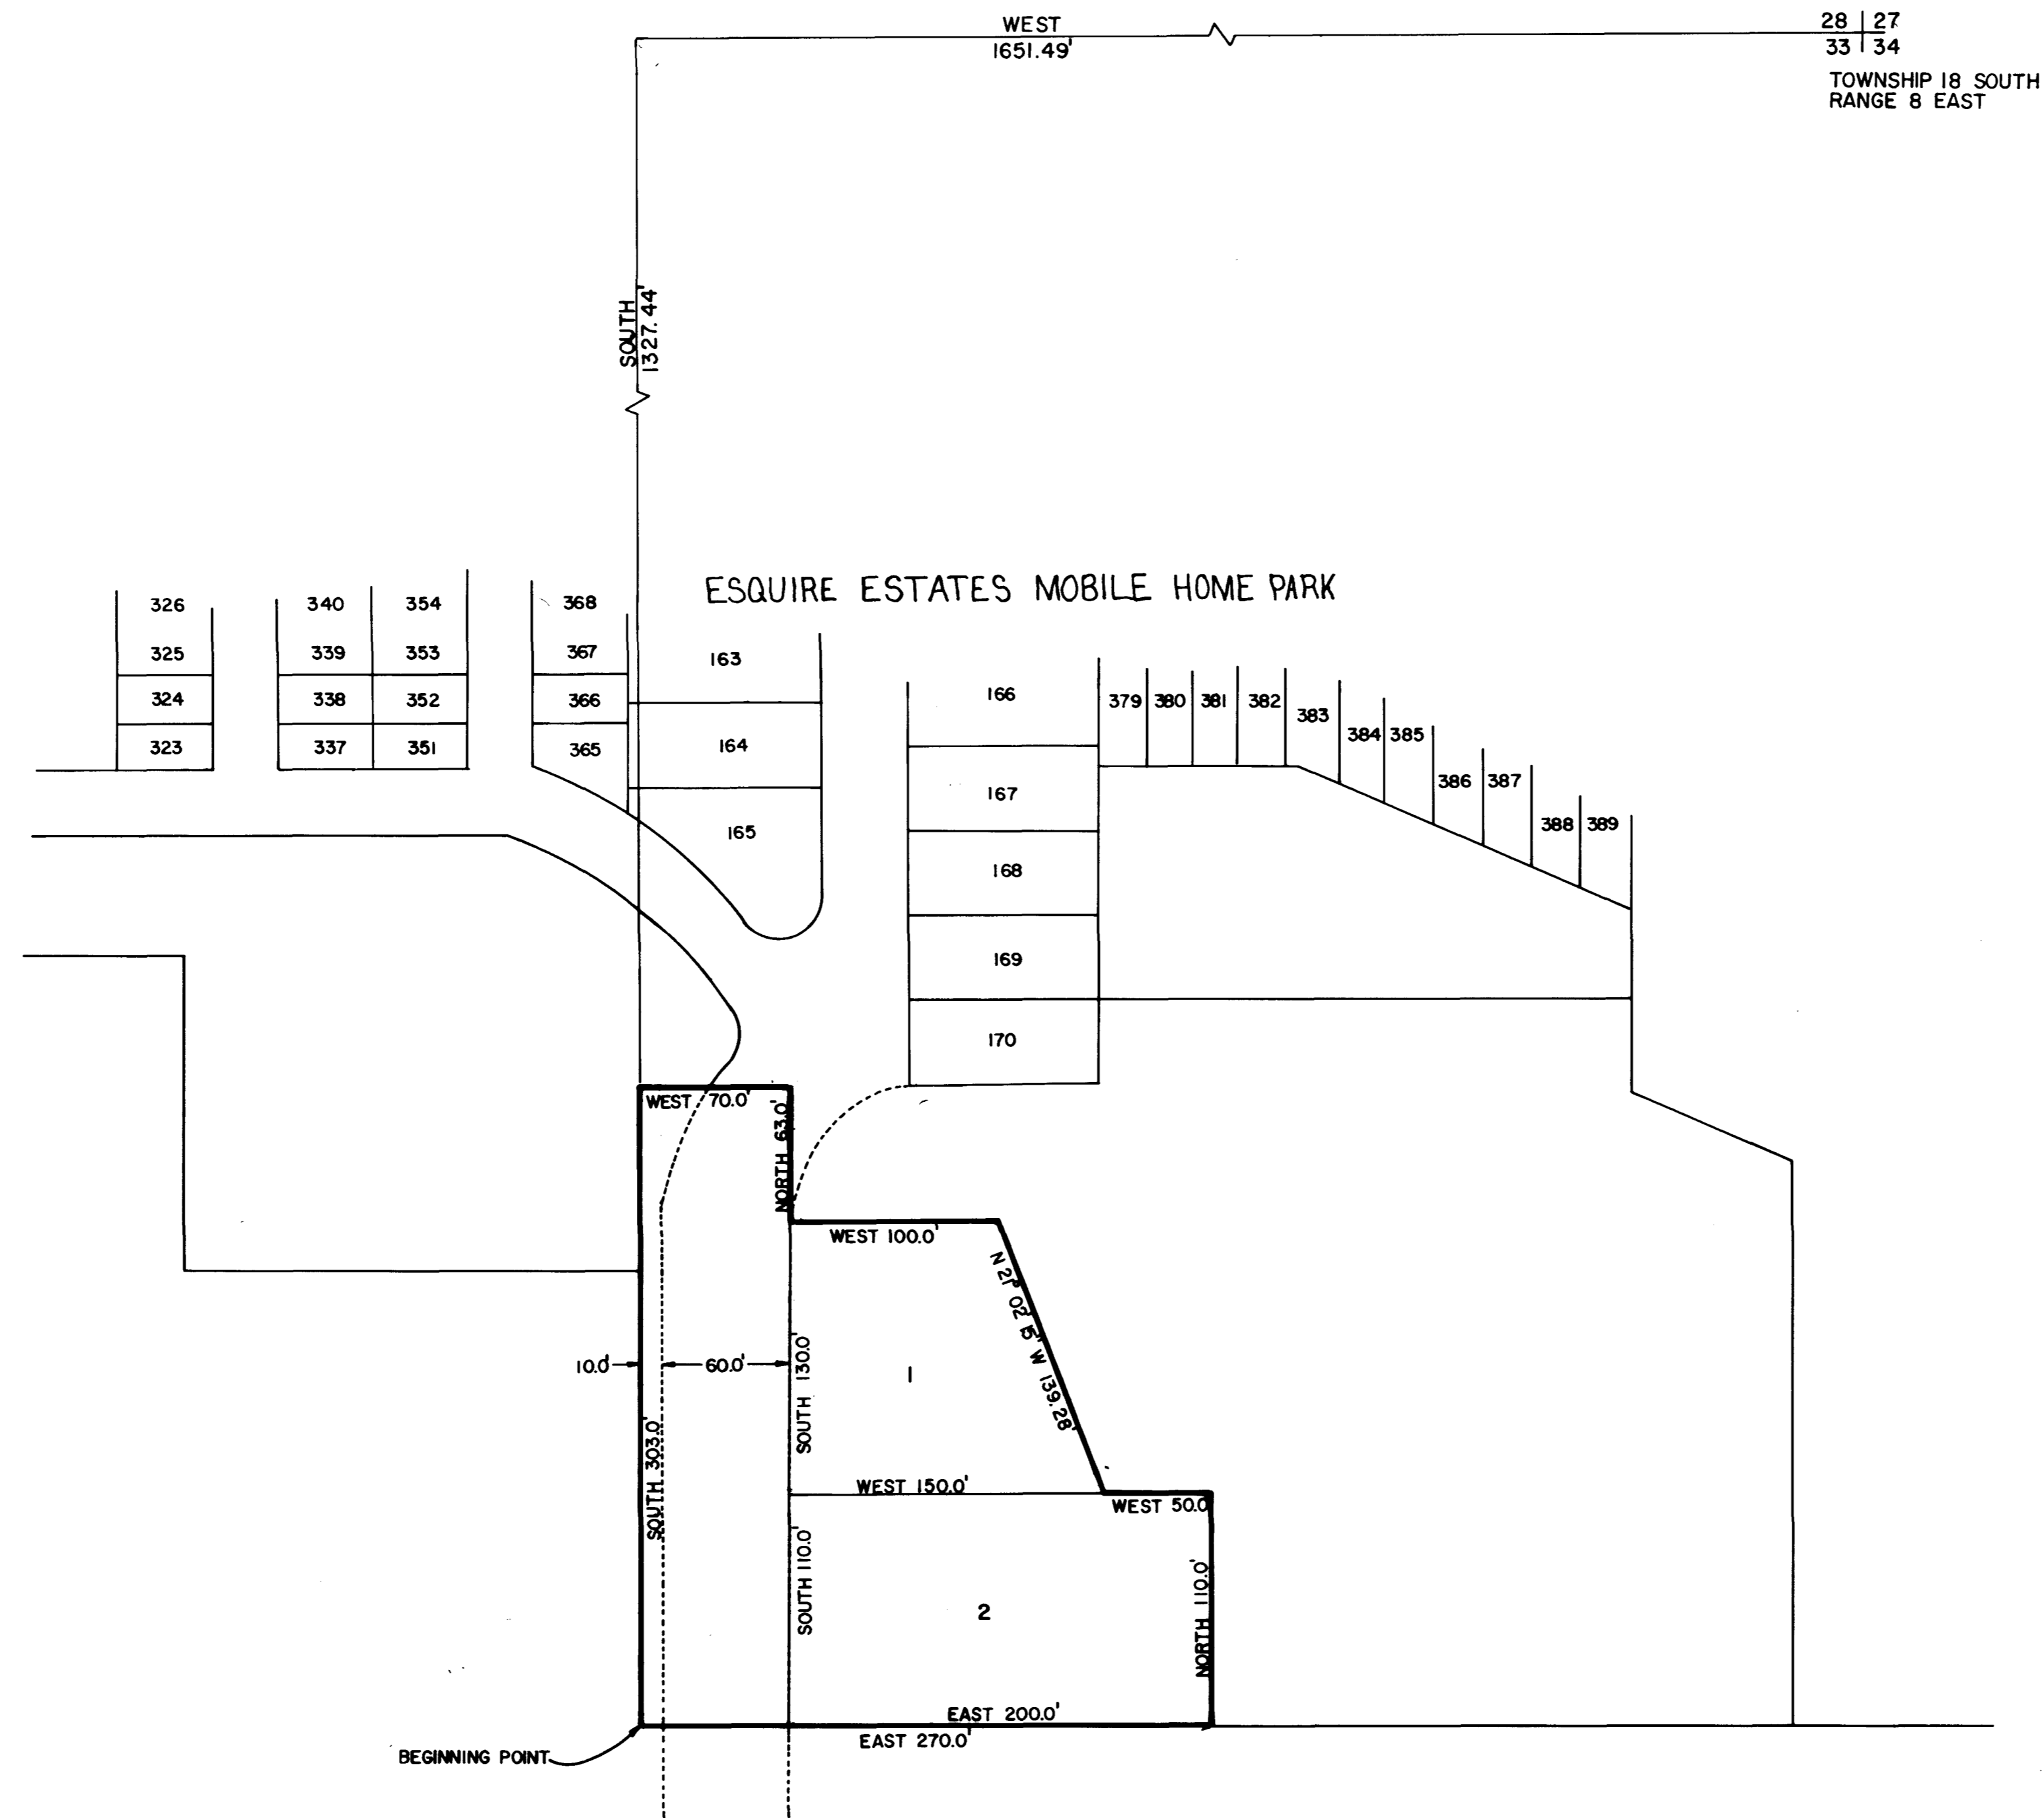 WEST
1651.49'
28 27
33 34
TOWNSHIP 18 SOUTH
RANGE 8 EAST
SOUTH
1327.44'
ESQUIRE ESTATES MOBILE HOME PARK
326 340 354 368
325 339 353 367 163
324 338 352 366 166 379 380 381 382 383
323 337 351 365 164 384 385
167 386 387
165 388 389
168
169
170
WEST 70.0'
NORTH 63.0'
WEST 100.0'
N 21° 02' 15" W 139.28'
10.0' 60.0'
SOUTH 130.0'
1
SOUTH 303.0'
WEST 150.0'
WEST 50.0'
SOUTH 110.0'
2
NORTH 110.0'
EAST 200.0'
EAST 270.0'
BEGINNING POINT